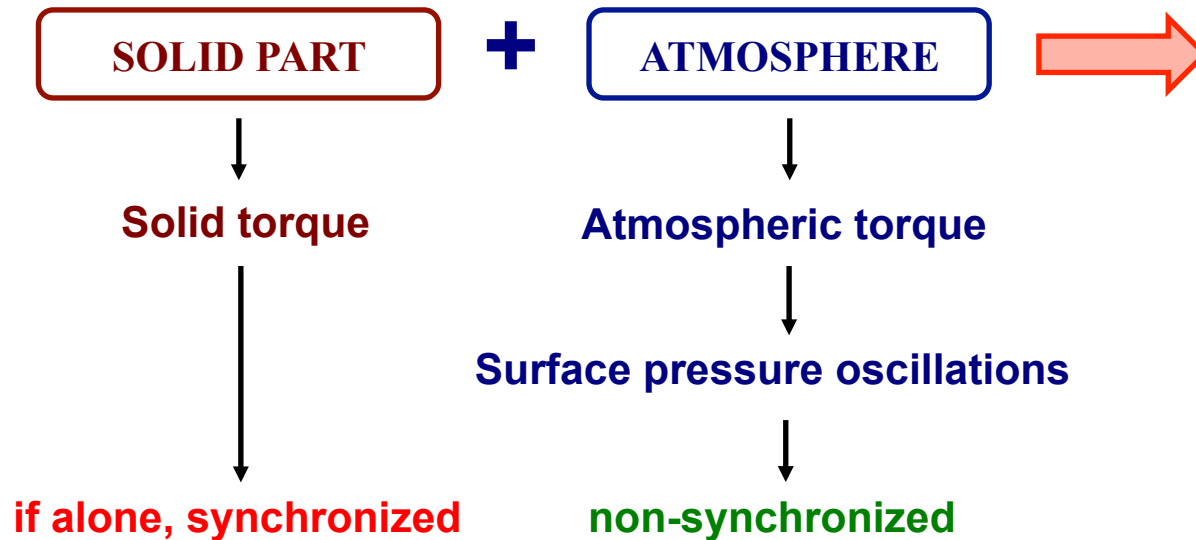 SOLID PART + ATMOSPHERE
Solid torque
Atmospheric torque
Surface pressure oscillations
if alone, synchronized
non-synchronized